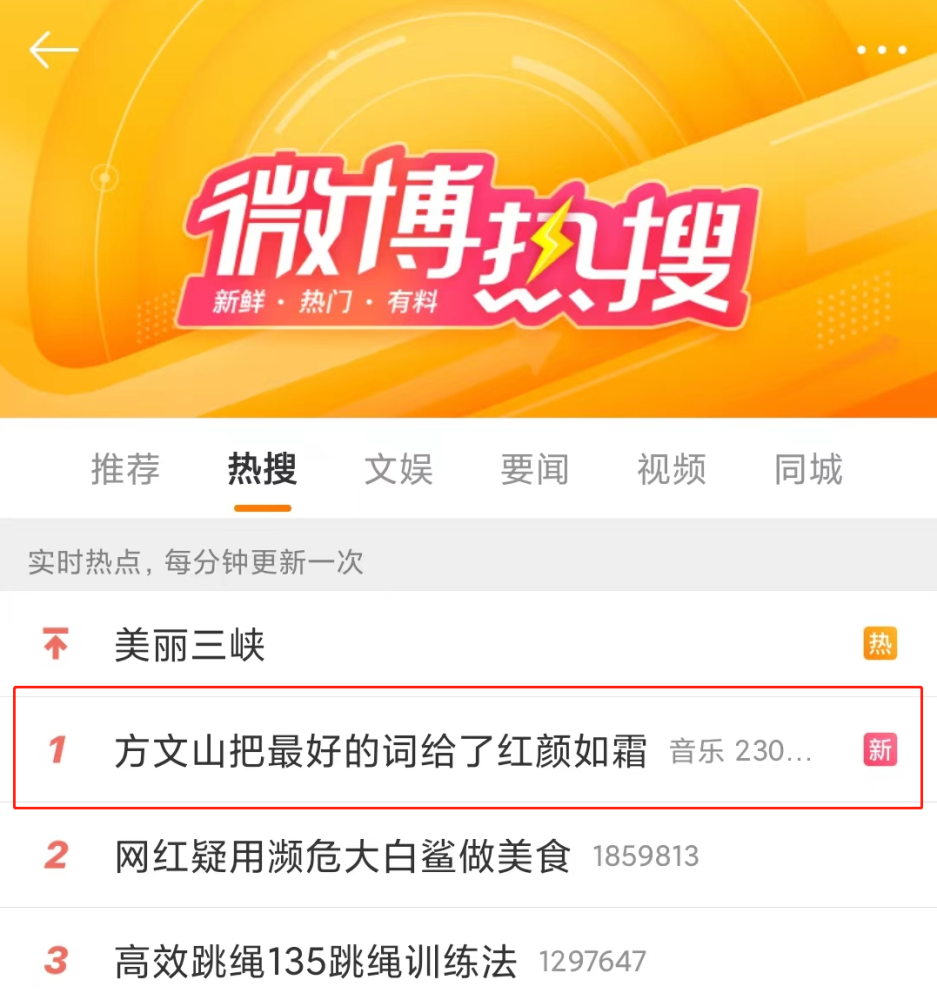 微博热搜
新鲜·热门·有料
推荐 热搜 文娱 要闻 视频 同城
实时热点，每分钟更新一次
美丽三峡 热
1 方文山把最好的词给了红颜如霜 音乐 230... 新
2 网红疑用濒危大白鲨做美食 1859813
3 高效跳绳135跳绳训练法 1297647